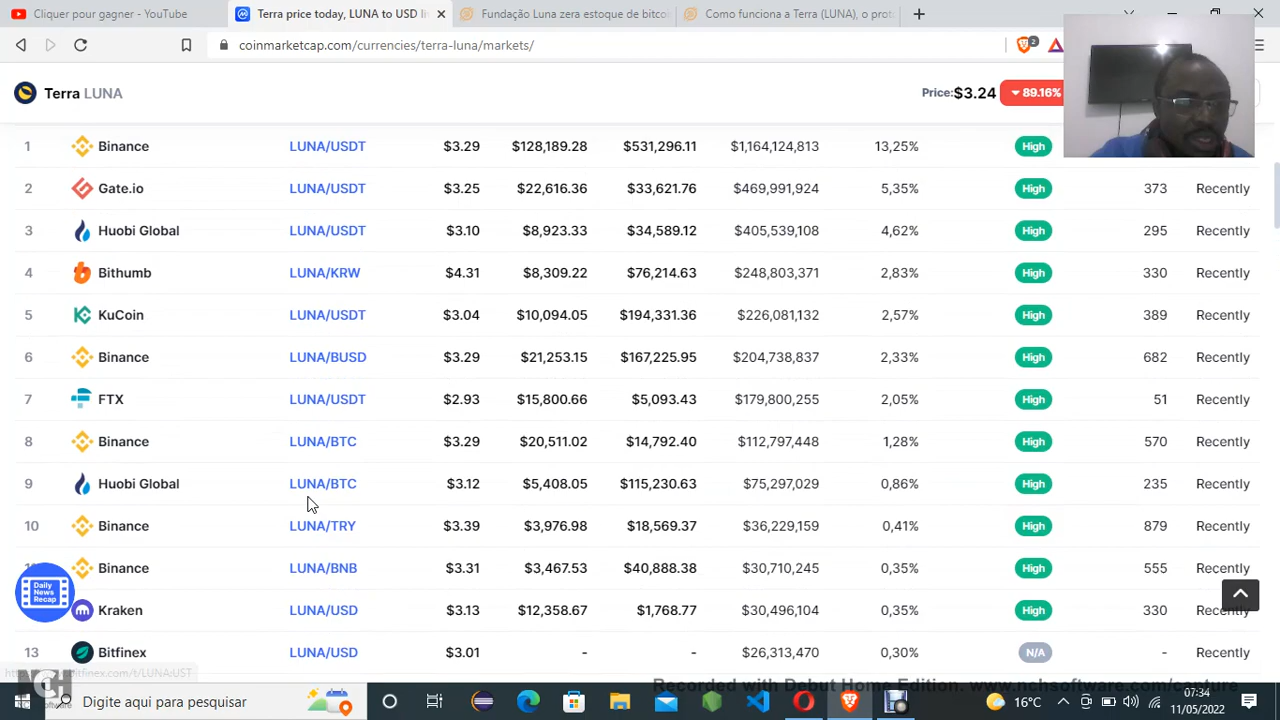 Cliquer pour gagner - YouTube
Terra price today, LUNA to USD li
Fundação Luna zera estoque de bitco
Como funciona a Terra (LUNA), o prot
coinmarketcap.com/currencies/terra-luna/markets/
2
Terra LUNA
Price: $3.24 89.16%
1 Binance LUNA/USDT $3.29 $128,189.28 $531,296.11 $1,164,124,813 13,25% High
2 Gate.io LUNA/USDT $3.25 $22,616.36 $33,621.76 $469,991,924 5,35% High 373 Recently
3 Huobi Global LUNA/USDT $3.10 $8,923.33 $34,589.12 $405,539,108 4,62% High 295 Recently
4 Bithumb LUNA/KRW $4.31 $8,309.22 $76,214.63 $248,803,371 2,83% High 330 Recently
5 KuCoin LUNA/USDT $3.04 $10,094.05 $194,331.36 $226,081,132 2,57% High 389 Recently
6 Binance LUNA/BUSD $3.29 $21,253.15 $167,225.95 $204,738,837 2,33% High 682 Recently
7 FTX LUNA/USDT $2.93 $15,800.66 $5,093.43 $179,800,255 2,05% High 51 Recently
8 Binance LUNA/BTC $3.29 $20,511.02 $14,792.40 $112,797,448 1,28% High 570 Recently
9 Huobi Global LUNA/BTC $3.12 $5,408.05 $115,230.63 $75,297,029 0,86% High 235 Recently
10 Binance LUNA/TRY $3.39 $3,976.98 $18,569.37 $36,229,159 0,41% High 879 Recently
Binance LUNA/BNB $3.31 $3,467.53 $40,888.38 $30,710,245 0,35% High 555 Recently
Daily
News
Recap
Kraken LUNA/USD $3.13 $12,358.67 $1,768.77 $30,496,104 0,35% High 330 Recently
13 Bitfinex LUNA/USD $3.01 - - $26,313,470 0,30% N/A - Recently
bitfinex.com/t/LUNA:UST
Recorded with Debut Home Edition. www.nchsoftware.com/capture
Digite aqui para pesquisar
16°C
07:34
11/05/2022